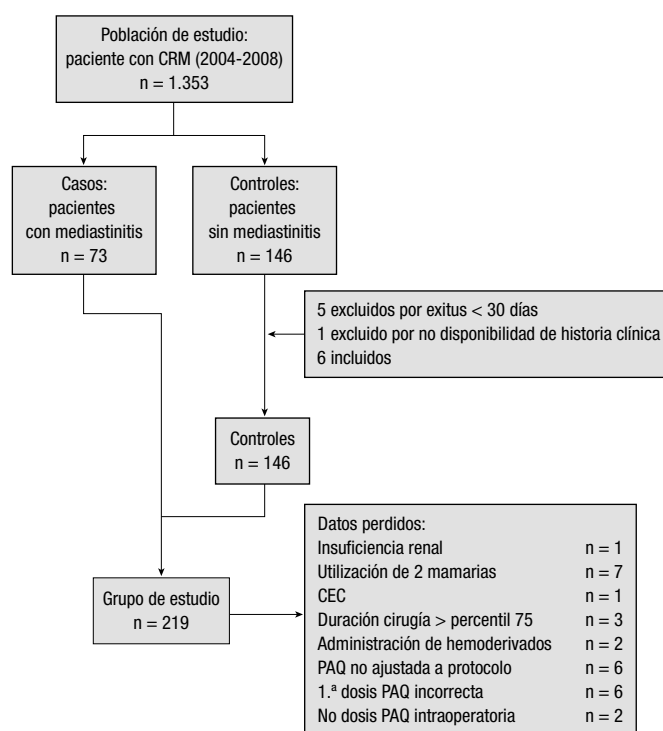 Población de estudio:
paciente con CRM (2004-2008)
n = 1.353
Casos:
pacientes
con mediastinitis
n = 73
Controles:
pacientes
sin mediastinitis
n = 146
5 excluidos por exitus < 30 días
1 excluido por no disponibilidad de historia clínica
6 incluidos
Controles
n = 146
Grupo de estudio
n = 219
Datos perdidos:
Insuficiencia renal n = 1
Utilización de 2 mamarias n = 7
CEC n = 1
Duración cirugía > percentil 75 n = 3
Administración de hemoderivados n = 2
PAQ no ajustada a protocolo n = 6
1.ª dosis PAQ incorrecta n = 6
No dosis PAQ intraoperatoria n = 2